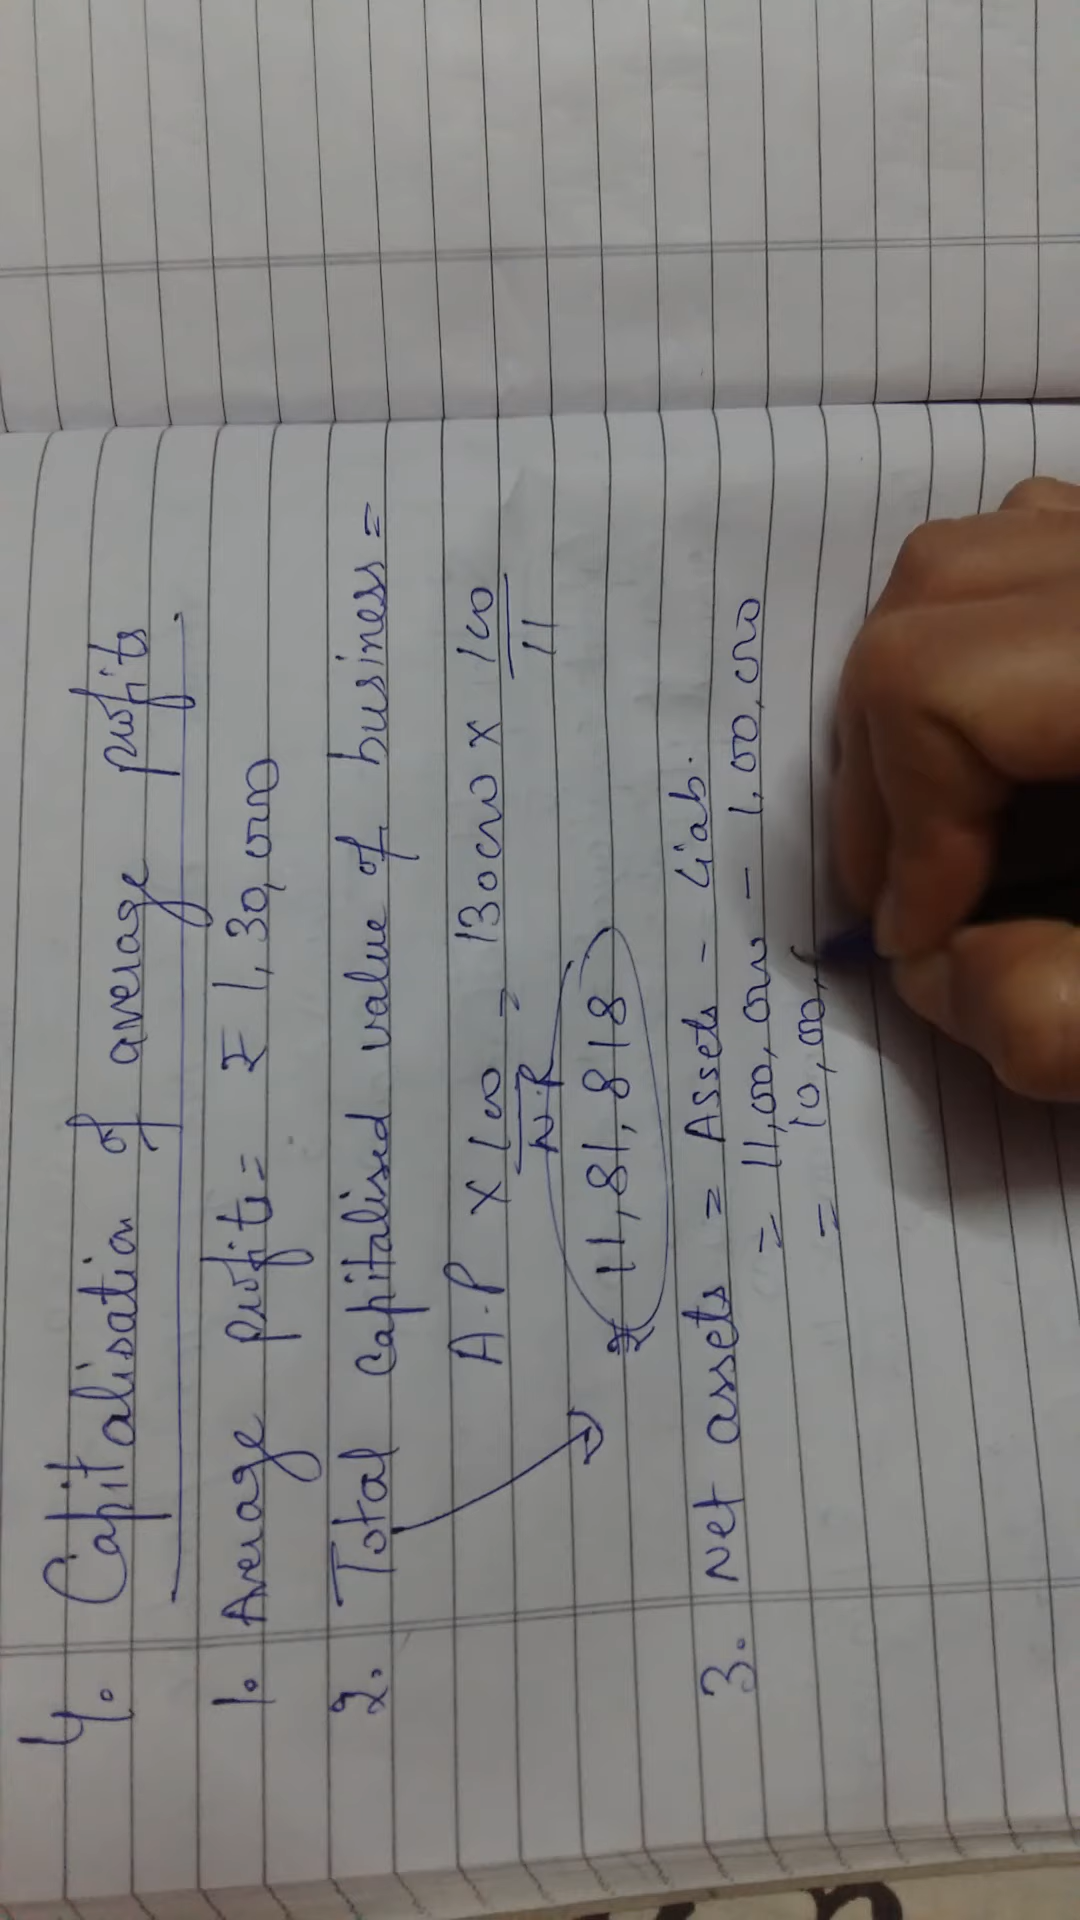 4. Capitalisation of average profits.
1. Average profits = ₹ 1,30,000
2. Total capitalised value of business =
A.P × 100/N.R = 130000 × 100/11
₹ 11,81,818
3. Net assets = Assets - Liab.
= 11,00,000 - 1,00,000
= 10,00,